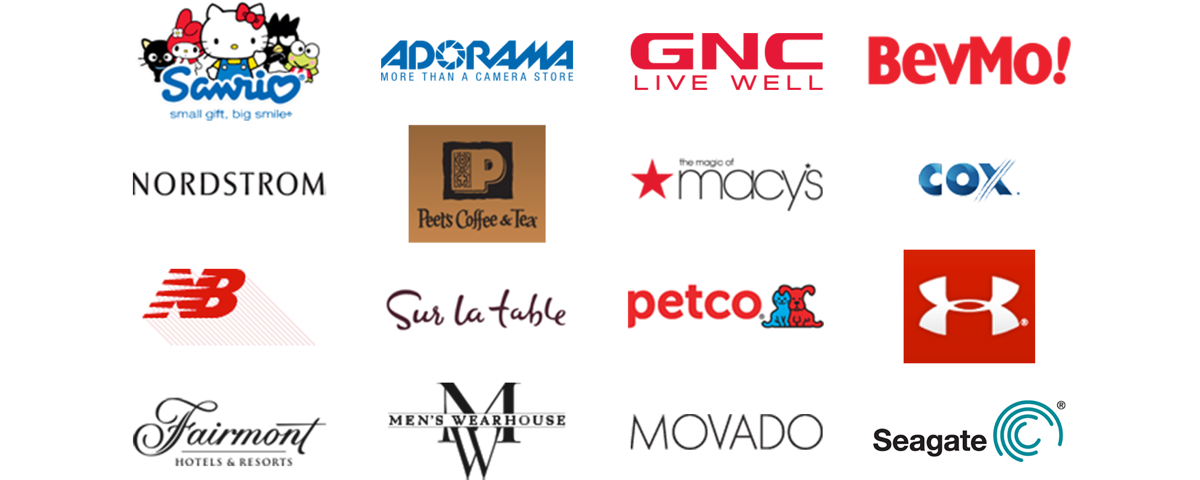 Sanrio
small gift, big smile
ADORAMA
MORE THAN A CAMERA STORE
GNC
LIVE WELL
BevMo!
NORDSTROM
P
Peet's Coffee & Tea
the magic of
macy's
COX
NB
Sur la table
petco
Fairmont
HOTELS & RESORTS
M
MEN'S WEARHOUSE
W
MOVADO
Seagate